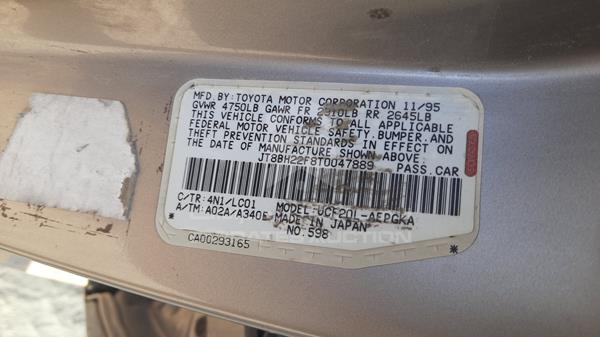 MFD.BY:TOYOTA MOTOR CORPORATION 11/95
GVWR 4750LB GAWR FR 2310LB RR 2645LB
THIS VEHICLE CONFORMS TO ALL APPLICABLE
FEDERAL MOTOR VEHICLE SAFETY,BUMPER,AND
THEFT PREVENTION STANDARDS IN EFFECT ON
THE DATE OF MANUFACTURE SHOWN ABOVE.
JT8BH22F8T0047889 PASS.CAR
C/TR:4N1/LC01 MODEL:UCF20L-AEPGKA
A/TM:A02A/A340E MADE IN JAPAN
NO.598
CA00293165